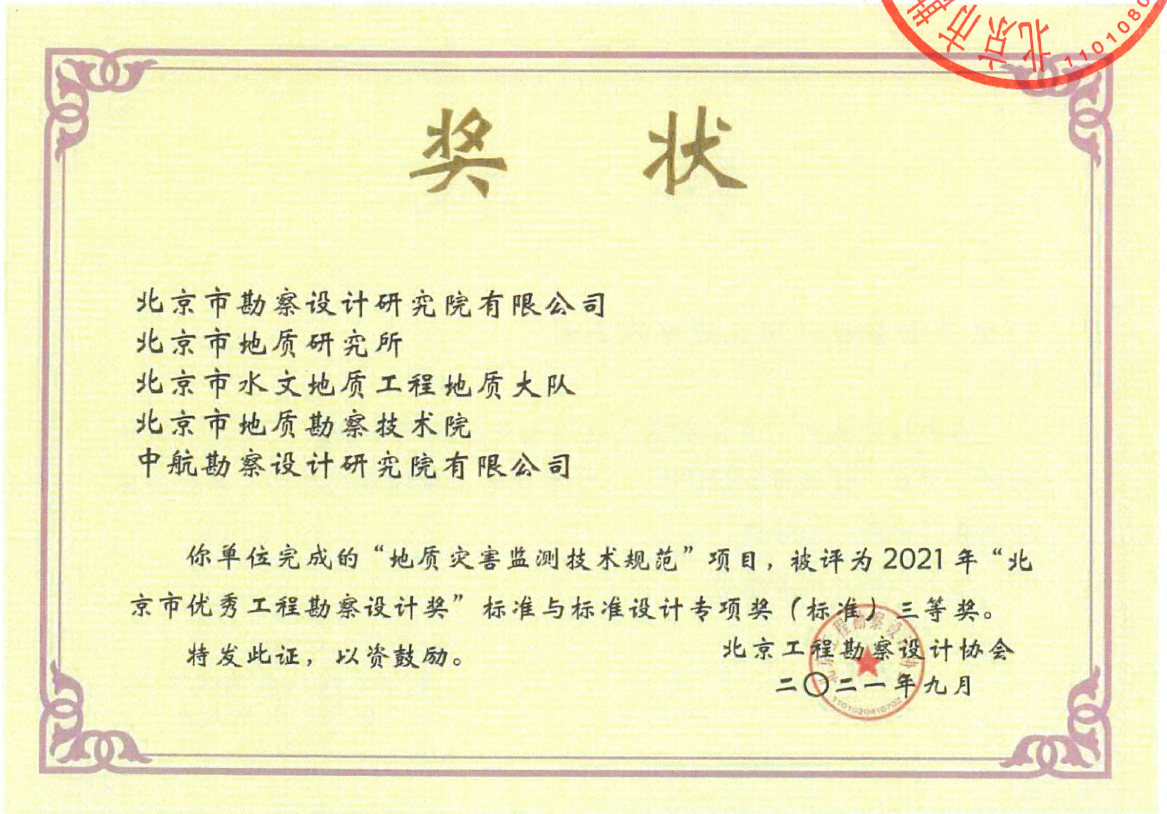 北京市
110108
奖状
北京市勘察设计研究院有限公司
北京市地质研究所
北京市水文地质工程地质大队
北京市地质勘察技术院
中航勘察设计研究院有限公司
你单位完成的“地质灾害监测技术规范”项目，被评为2021年“北
京市优秀工程勘察设计奖”标准与标准设计专项奖（标准）三等奖。
特发此证，以资鼓励。
北京工程勘察设计协会
二〇二一年九月